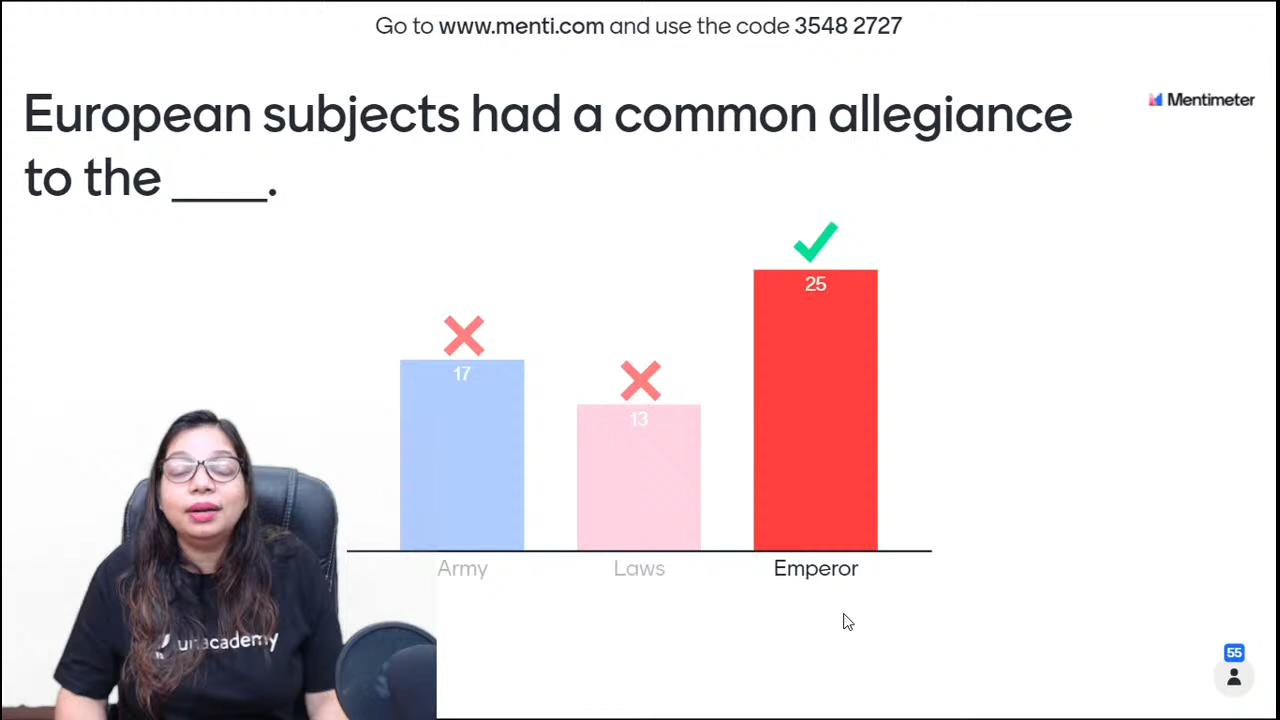 Go to www.menti.com and use the code 3548 2727
European subjects had a common allegiance
to the ____.
Mentimeter
25
17
13
Army
Laws
Emperor
unacademy
55